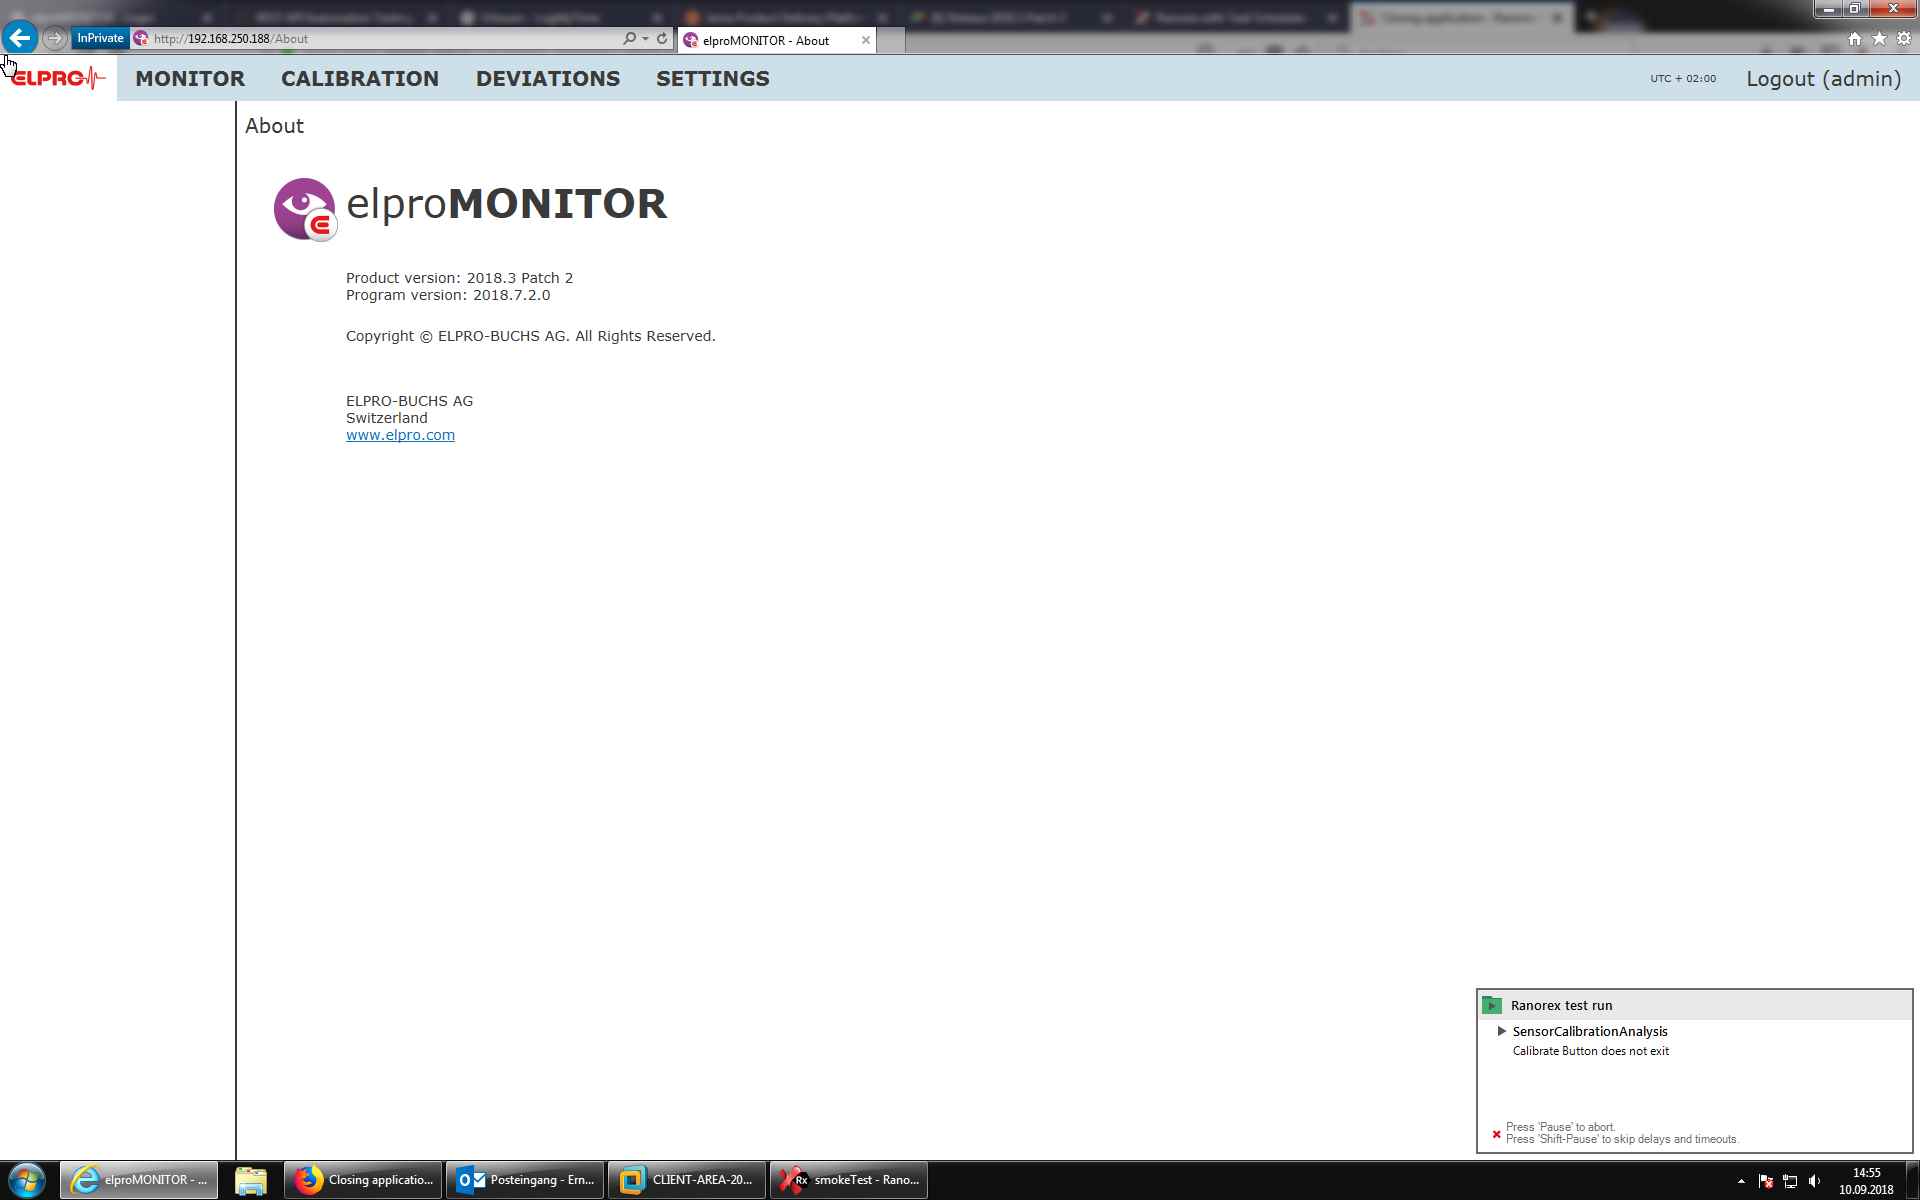 InPrivate
http://192.168.250.188/About
elproMONITOR - About
ELPRO
MONITOR
CALIBRATION
DEVIATIONS
SETTINGS
UTC + 02:00
Logout (admin)
About
elproMONITOR
Product version: 2018.3 Patch 2
Program version: 2018.7.2.0
Copyright © ELPRO-BUCHS AG. All Rights Reserved.
ELPRO-BUCHS AG
Switzerland
www.elpro.com
Ranorex test run
SensorCalibrationAnalysis
Calibrate Button does not exit
Press 'Pause' to abort.
Press 'Shift-Pause' to skip delays and timeouts.
elproMONITOR - ...
Closing applicatio...
Posteingang - Ern...
CLIENT-AREA-20...
Rx
smokeTest - Rano...
14:55
10.09.2018